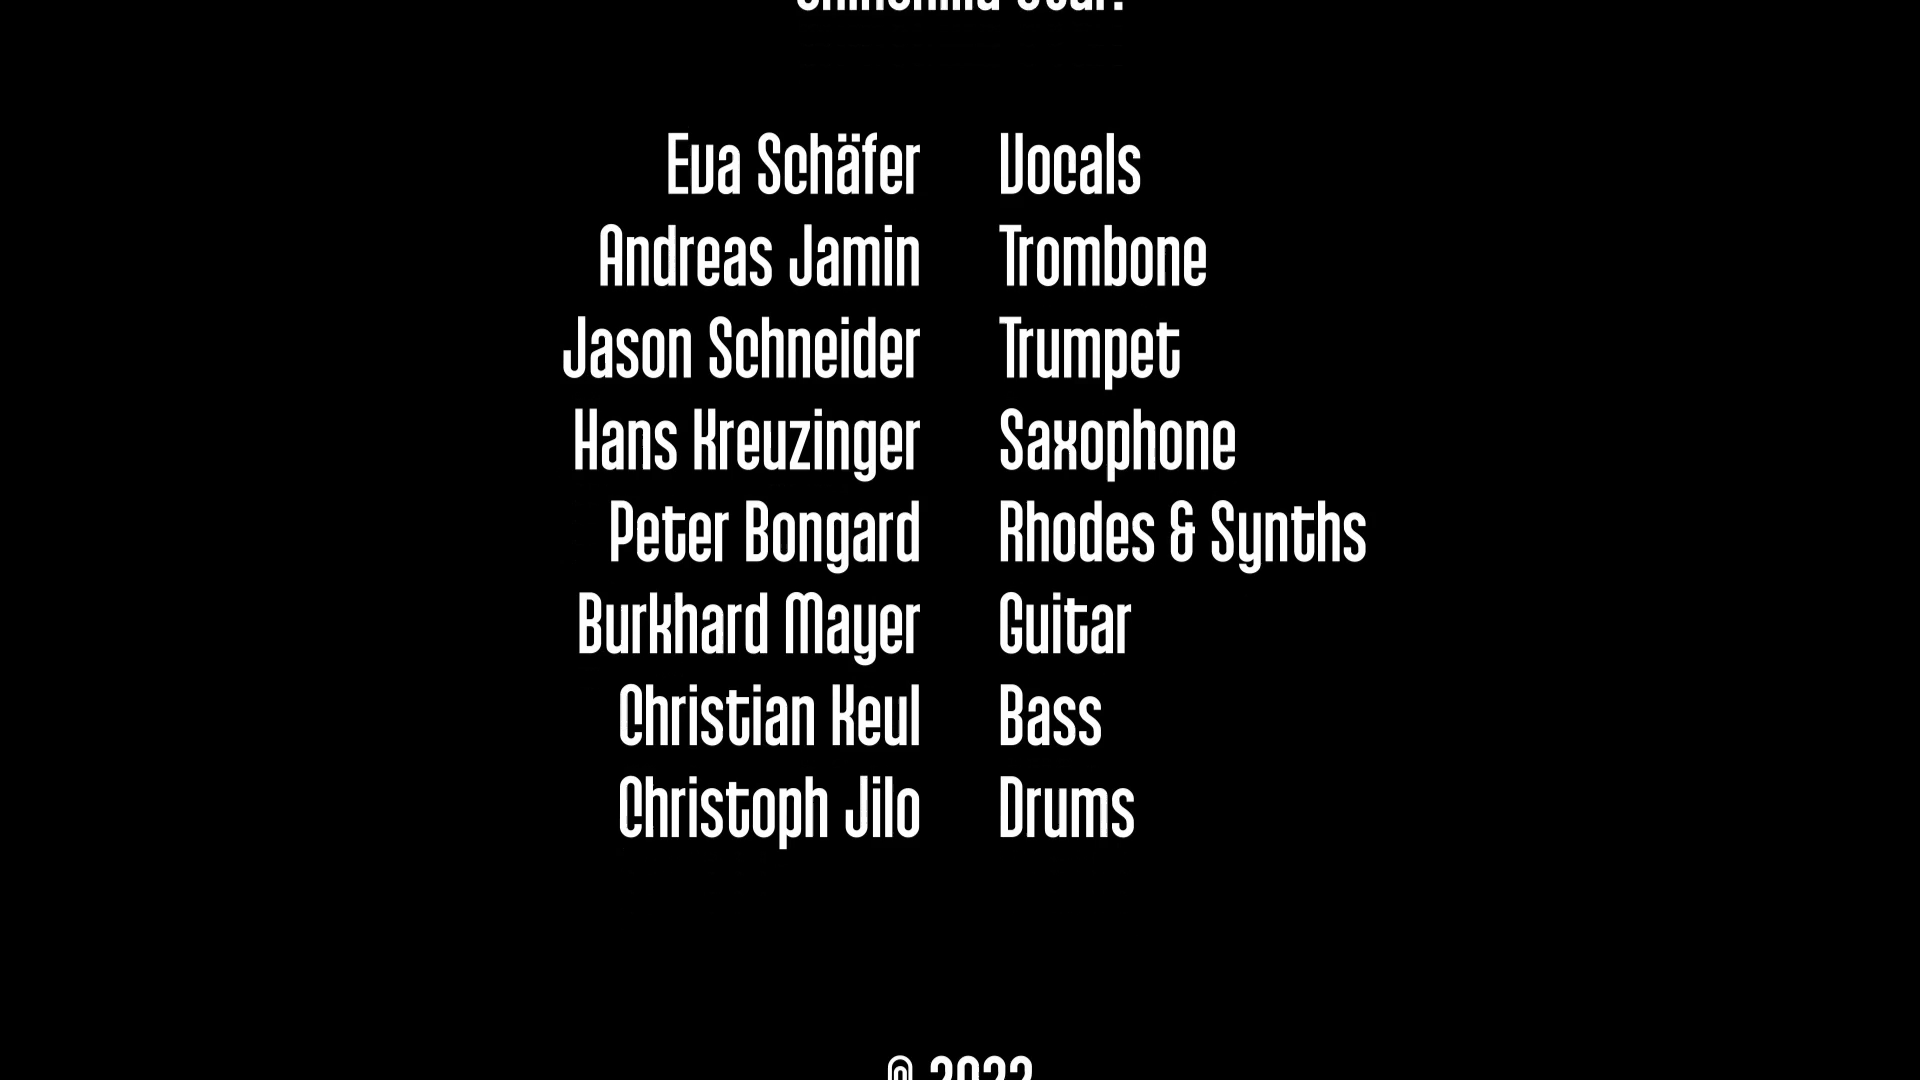 Eva Schäfer Vocals
Andreas Jamin Trombone
Jason Schneider Trumpet
Hans Kreuzinger Saxophone
Peter Bongard Rhodes & Synths
Burkhard Mayer Guitar
Christian Keul Bass
Christoph Jilo Drums